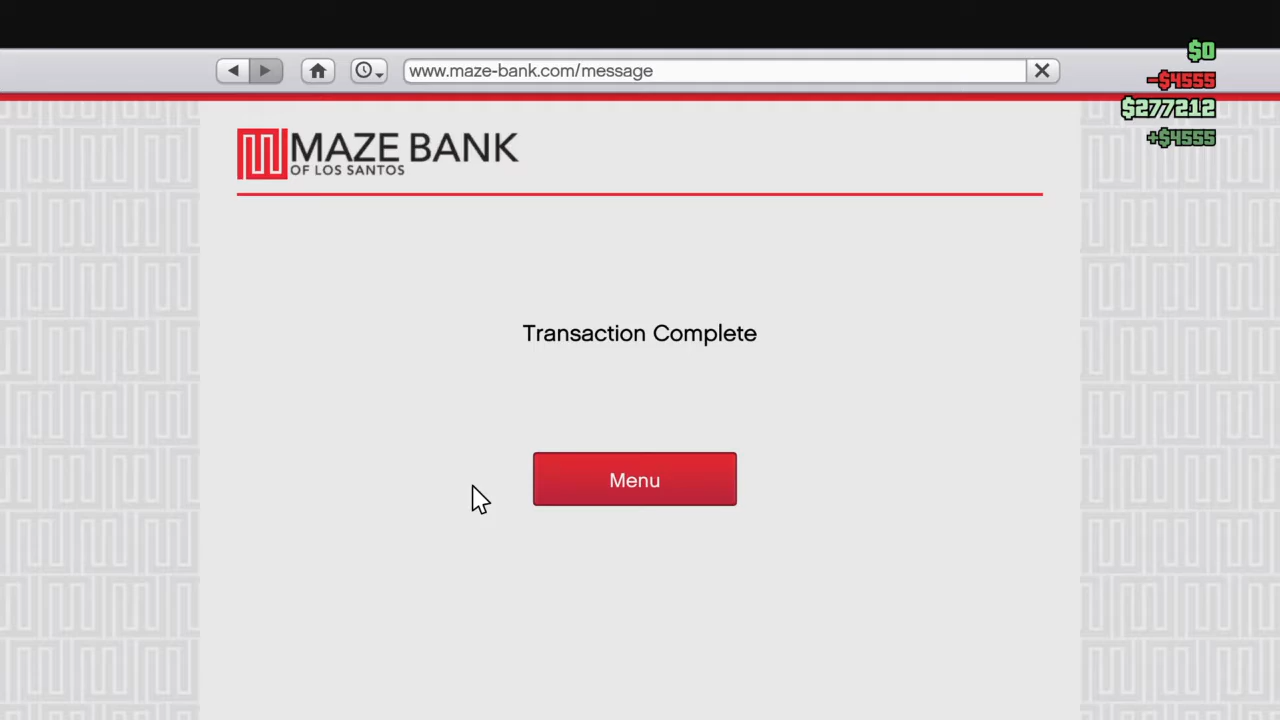 $0
www.maze-bank.com/message
-$4555
$277212
+$4555
MAZE BANK
OF LOS SANTOS
Transaction Complete
Menu